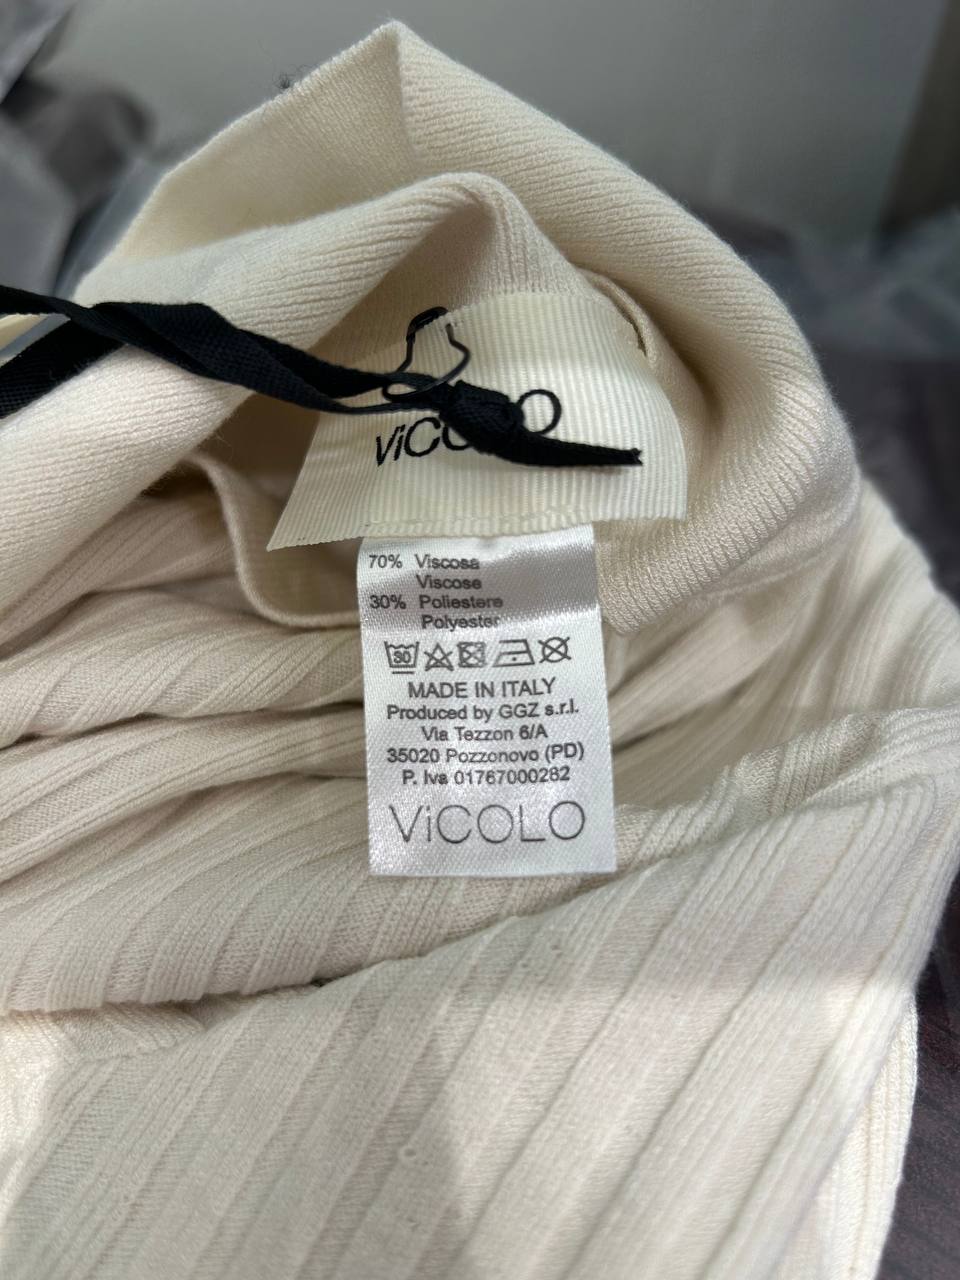 ViCOLO
70% Viscosa
Viscose
30% Poliestere
Polyester
30
MADE IN ITALY
Produced by GGZ s.r.l.
Via Tezzon 6/A
35020 Pozzonovo (PD)
P. Iva 01767000282
ViCOLO